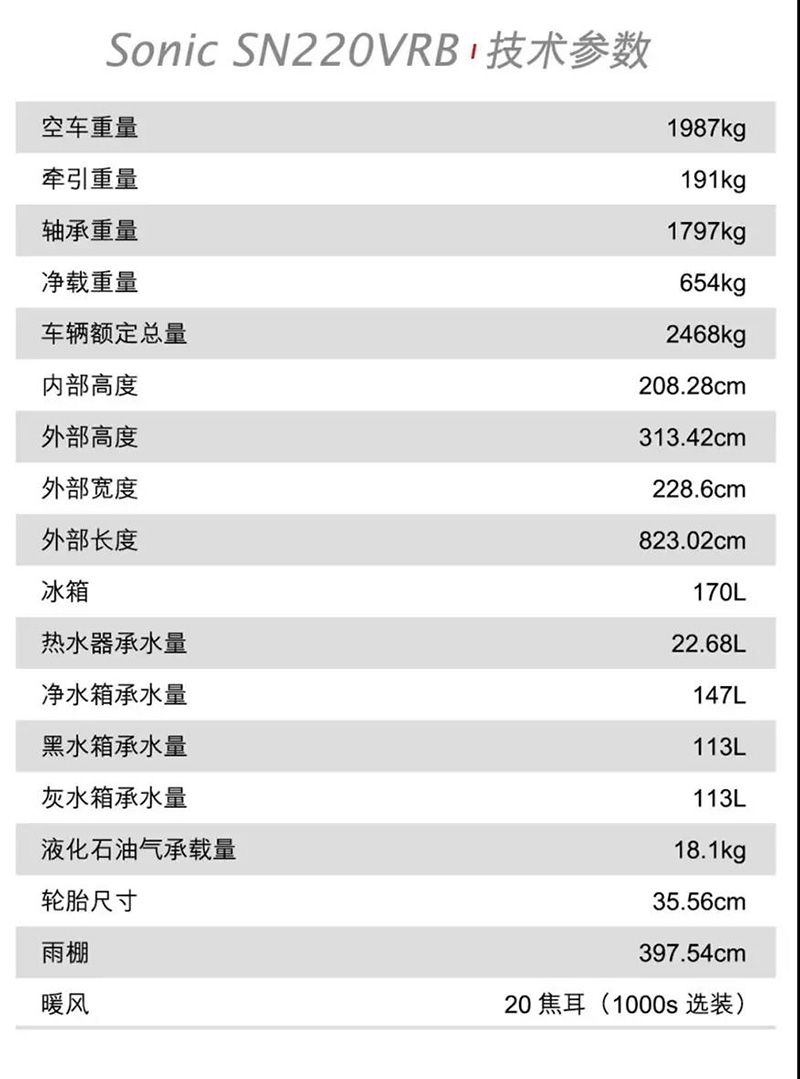 Sonic SN220VRB 技术参数
空车重量 1987kg
牵引重量 191kg
轴承重量 1797kg
净载重量 654kg
车辆额定总量 2468kg
内部高度 208.28cm
外部高度 313.42cm
外部宽度 228.6cm
外部长度 823.02cm
冰箱 170L
热水器承水量 22.68L
净水箱承水量 147L
黑水箱承水量 113L
灰水箱承水量 113L
液化石油气承载量 18.1kg
轮胎尺寸 35.56cm
雨棚 397.54cm
暖风 20 焦耳（1000s 选装）